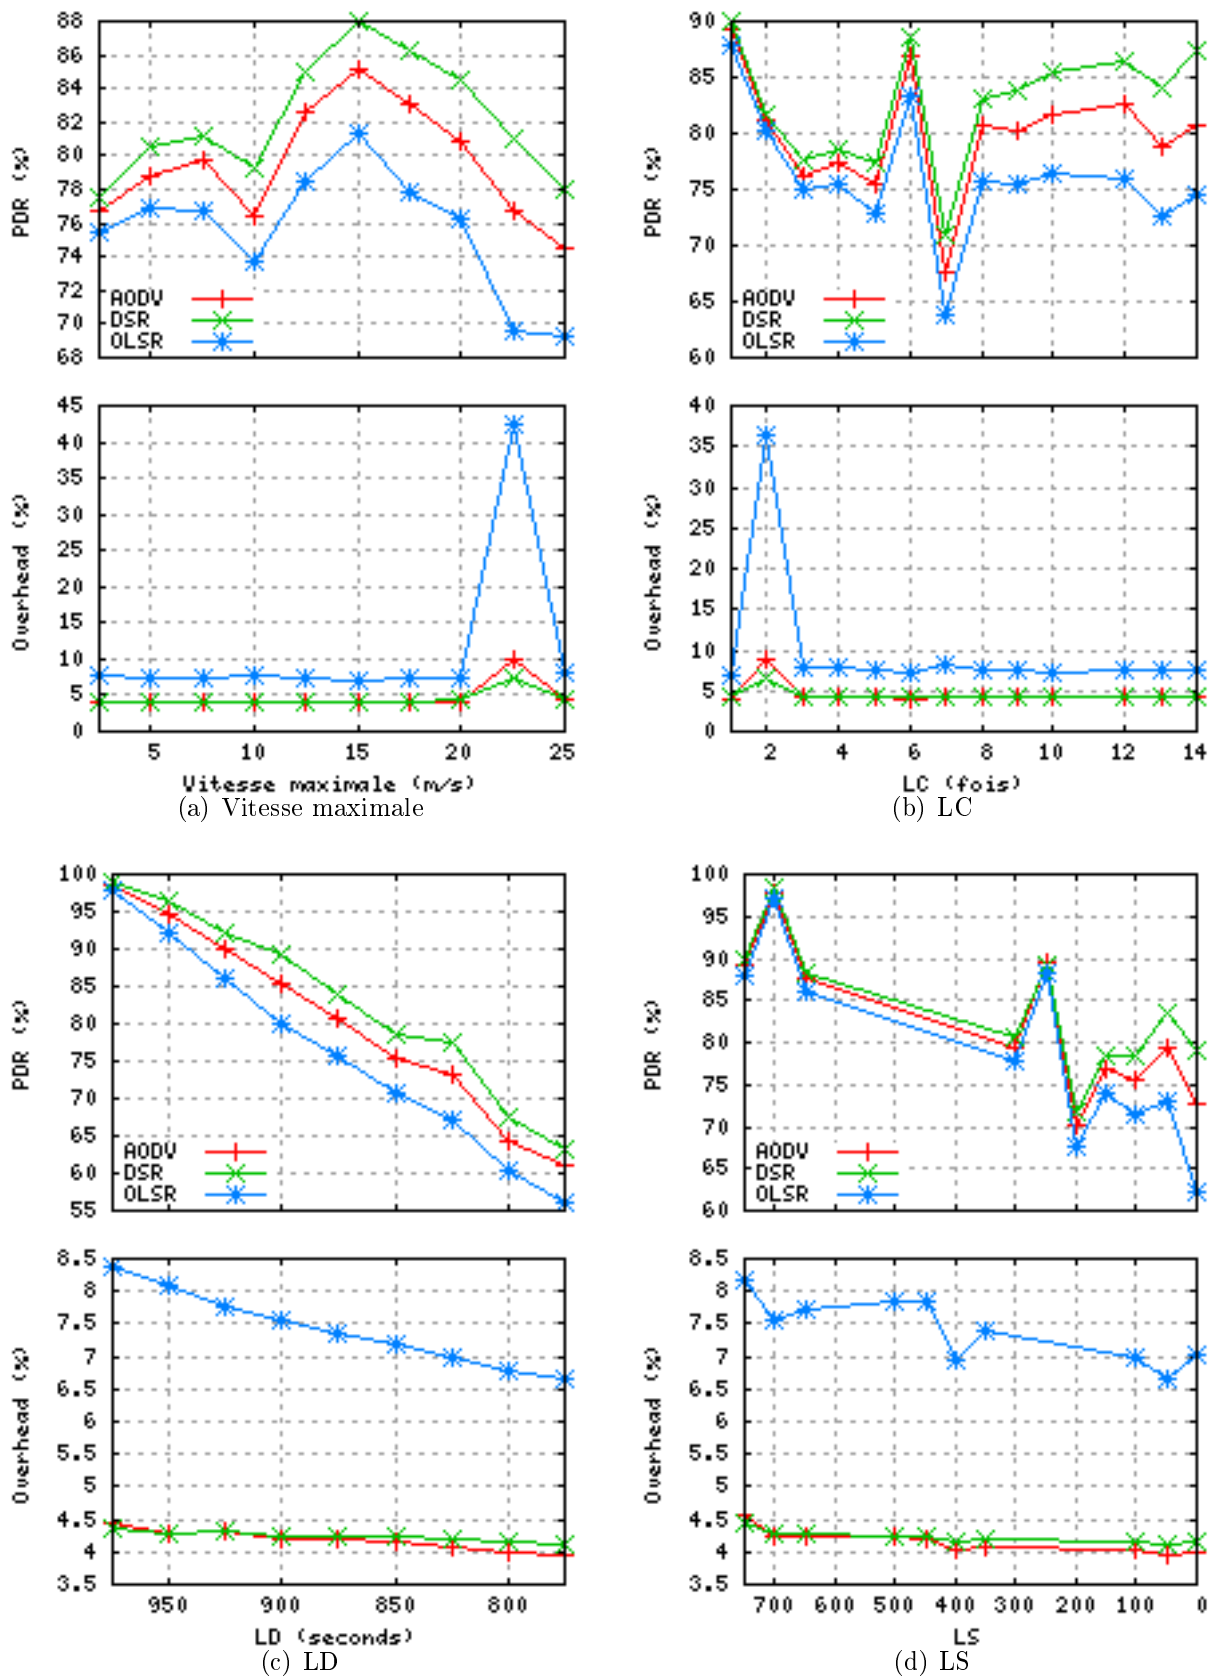 88
86
84
82
80
78
76
74
72
70
68
PDR (%)
AODV
DSR
OLSR
45
40
35
30
25
20
15
10
5
0
Overhead (%)
5 10 15 20 25
Vitesse maximale (m/s)
(a) Vitesse maximale
90
85
80
75
70
65
60
PDR (%)
AODV
DSR
OLSR
40
35
30
25
20
15
10
5
0
Overhead (%)
2 4 6 8 10 12 14
LC (fois)
(b) LC
100
95
90
85
80
75
70
65
60
55
PDR (%)
AODV
DSR
OLSR
8.5
8
7.5
7
6.5
6
5.5
5
4.5
4
3.5
Overhead (%)
950 900 850 800
LD (seconds)
(c) LD
100
95
90
85
80
75
70
65
60
PDR (%)
AODV
DSR
OLSR
8.5
8
7.5
7
6.5
6
5.5
5
4.5
4
3.5
Overhead (%)
700 600 500 400 300 200 100 0
LS
(d) LS